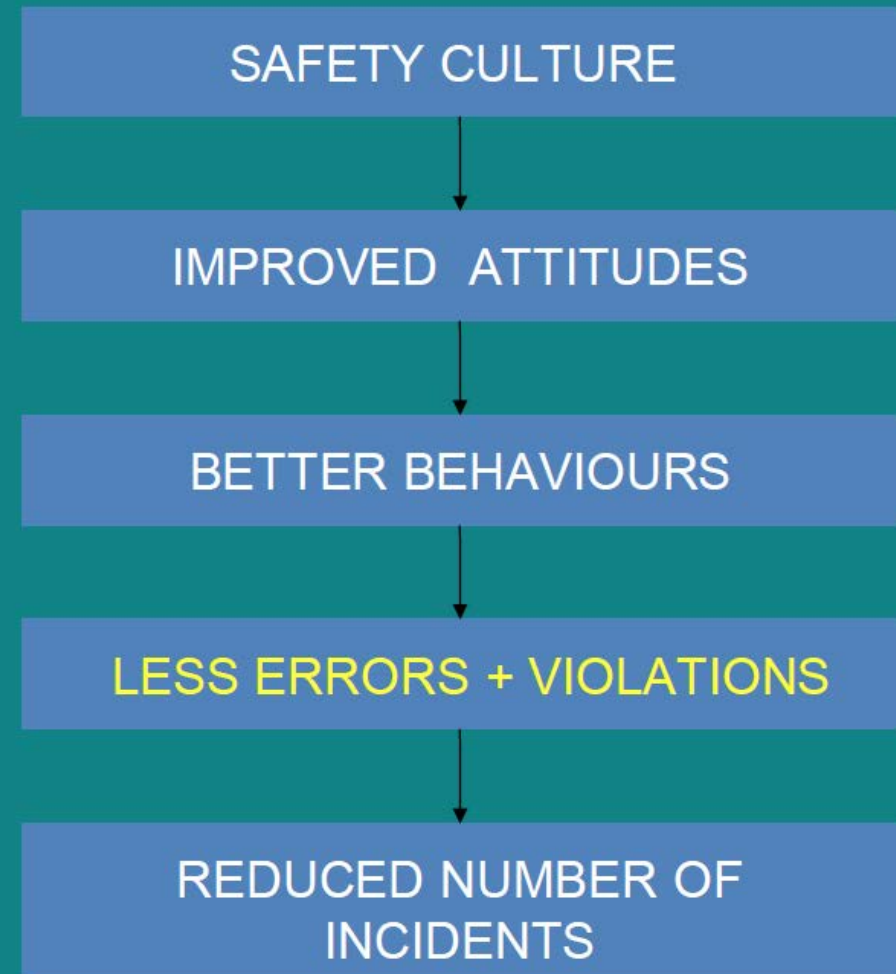 SAFETY CULTURE
IMPROVED ATTITUDES
BETTER BEHAVIOURS
LESS ERRORS + VIOLATIONS
REDUCED NUMBER OF
INCIDENTS